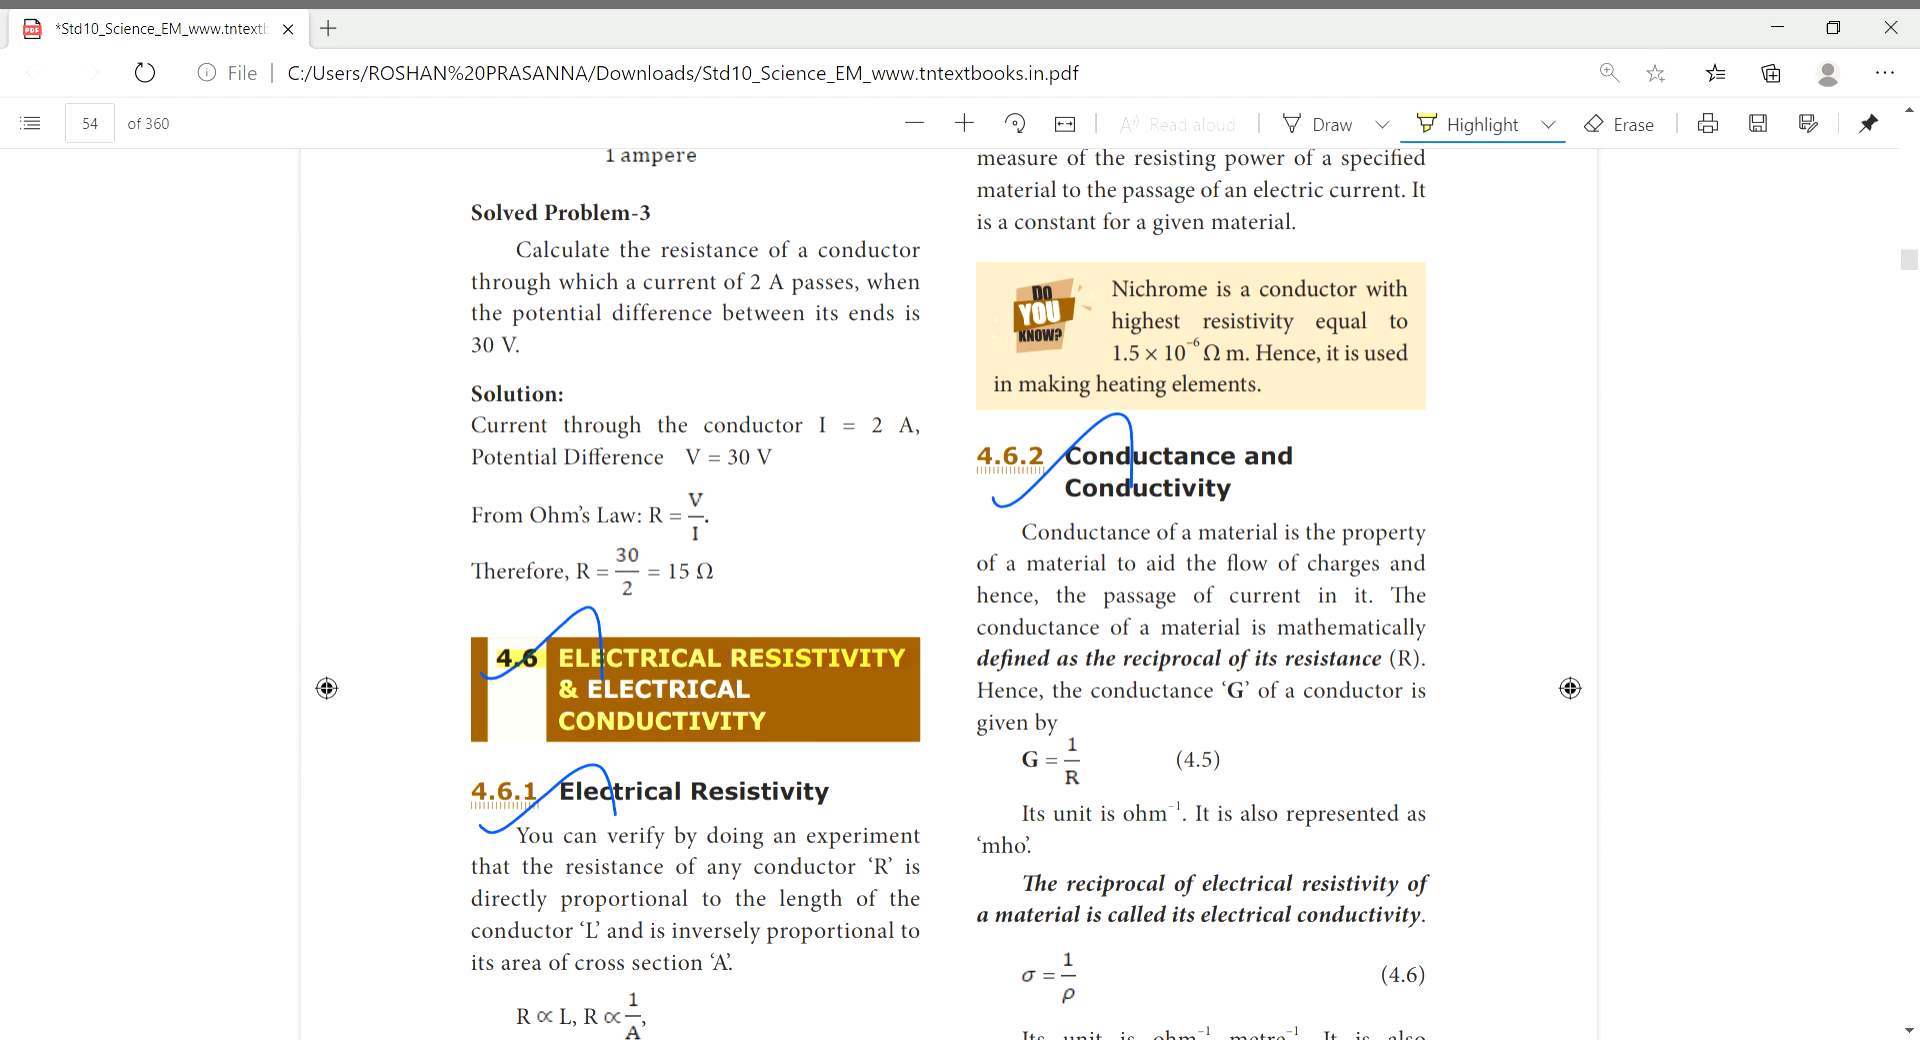 *Std10_Science_EM_www.tntextb
File
C:/Users/ROSHAN%20PRASANNA/Downloads/Std10_Science_EM_www.tntextbooks.in.pdf
54 of 360
Read aloud
Draw
Highlight
Erase
1 ampere
Solved Problem-3
Calculate the resistance of a conductor
through which a current of 2 A passes, when
the potential difference between its ends is
30 V.
Solution:
Current through the conductor I = 2 A,
Potential Difference V = 30 V
From Ohm's Law: R = V/I.
Therefore, R = 30/2 = 15 Ω
4.6 ELECTRICAL RESISTIVITY
& ELECTRICAL
CONDUCTIVITY
4.6.1 Electrical Resistivity
You can verify by doing an experiment
that the resistance of any conductor ‘R’ is
directly proportional to the length of the
conductor ‘L’ and is inversely proportional to
its area of cross section ‘A’.
R ∝ L, R ∝ 1/A,
measure of the resisting power of a specified
material to the passage of an electric current. It
is a constant for a given material.
DO
YOU
KNOW?
Nichrome is a conductor with
highest resistivity equal to
1.5 × 10⁻⁶ Ω m. Hence, it is used
in making heating elements.
4.6.2 Conductance and
Conductivity
Conductance of a material is the property
of a material to aid the flow of charges and
hence, the passage of current in it. The
conductance of a material is mathematically
defined as the reciprocal of its resistance (R).
Hence, the conductance ‘G’ of a conductor is
given by
G = 1/R (4.5)
Its unit is ohm⁻¹. It is also represented as
‘mho’.
The reciprocal of electrical resistivity of
a material is called its electrical conductivity.
σ = 1/ρ (4.6)
Its unit is ohm⁻¹ metre⁻¹. It is also